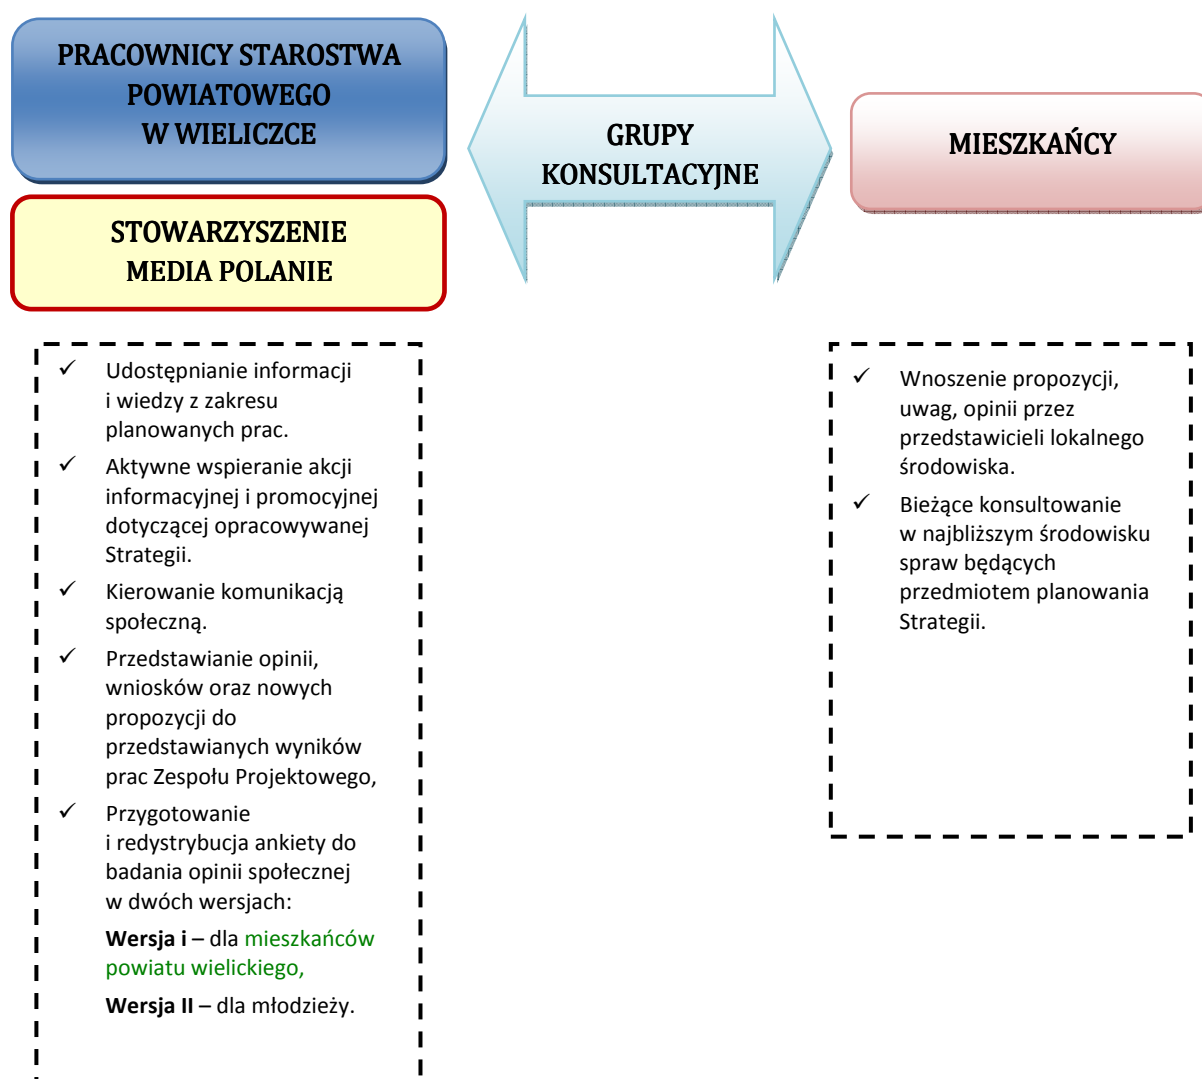 PRACOWNICY STAROSTWA
POWIATOWEGO
W WIELICZCE
STOWARZYSZENIE
MEDIA POLANIE
GRUPY
KONSULTACYJNE
MIESZKAŃCY
✓ Udostępnianie informacji
i wiedzy z zakresu
planowanych prac.
✓ Aktywne wspieranie akcji
informacyjnej i promocyjnej
dotyczącej opracowywanej
Strategii.
✓ Kierowanie komunikacją
społeczną.
✓ Przedstawianie opinii,
wniosków oraz nowych
propozycji do
przedstawianych wyników
prac Zespołu Projektowego,
✓ Przygotowanie
i redystrybucja ankiety do
badania opinii społecznej
w dwóch wersjach:
Wersja i – dla mieszkańców
powiatu wielickiego,
Wersja II – dla młodzieży.
✓ Wnoszenie propozycji,
uwag, opinii przez
przedstawicieli lokalnego
środowiska.
✓ Bieżące konsultowanie
w najbliższym środowisku
spraw będących
przedmiotem planowania
Strategii.